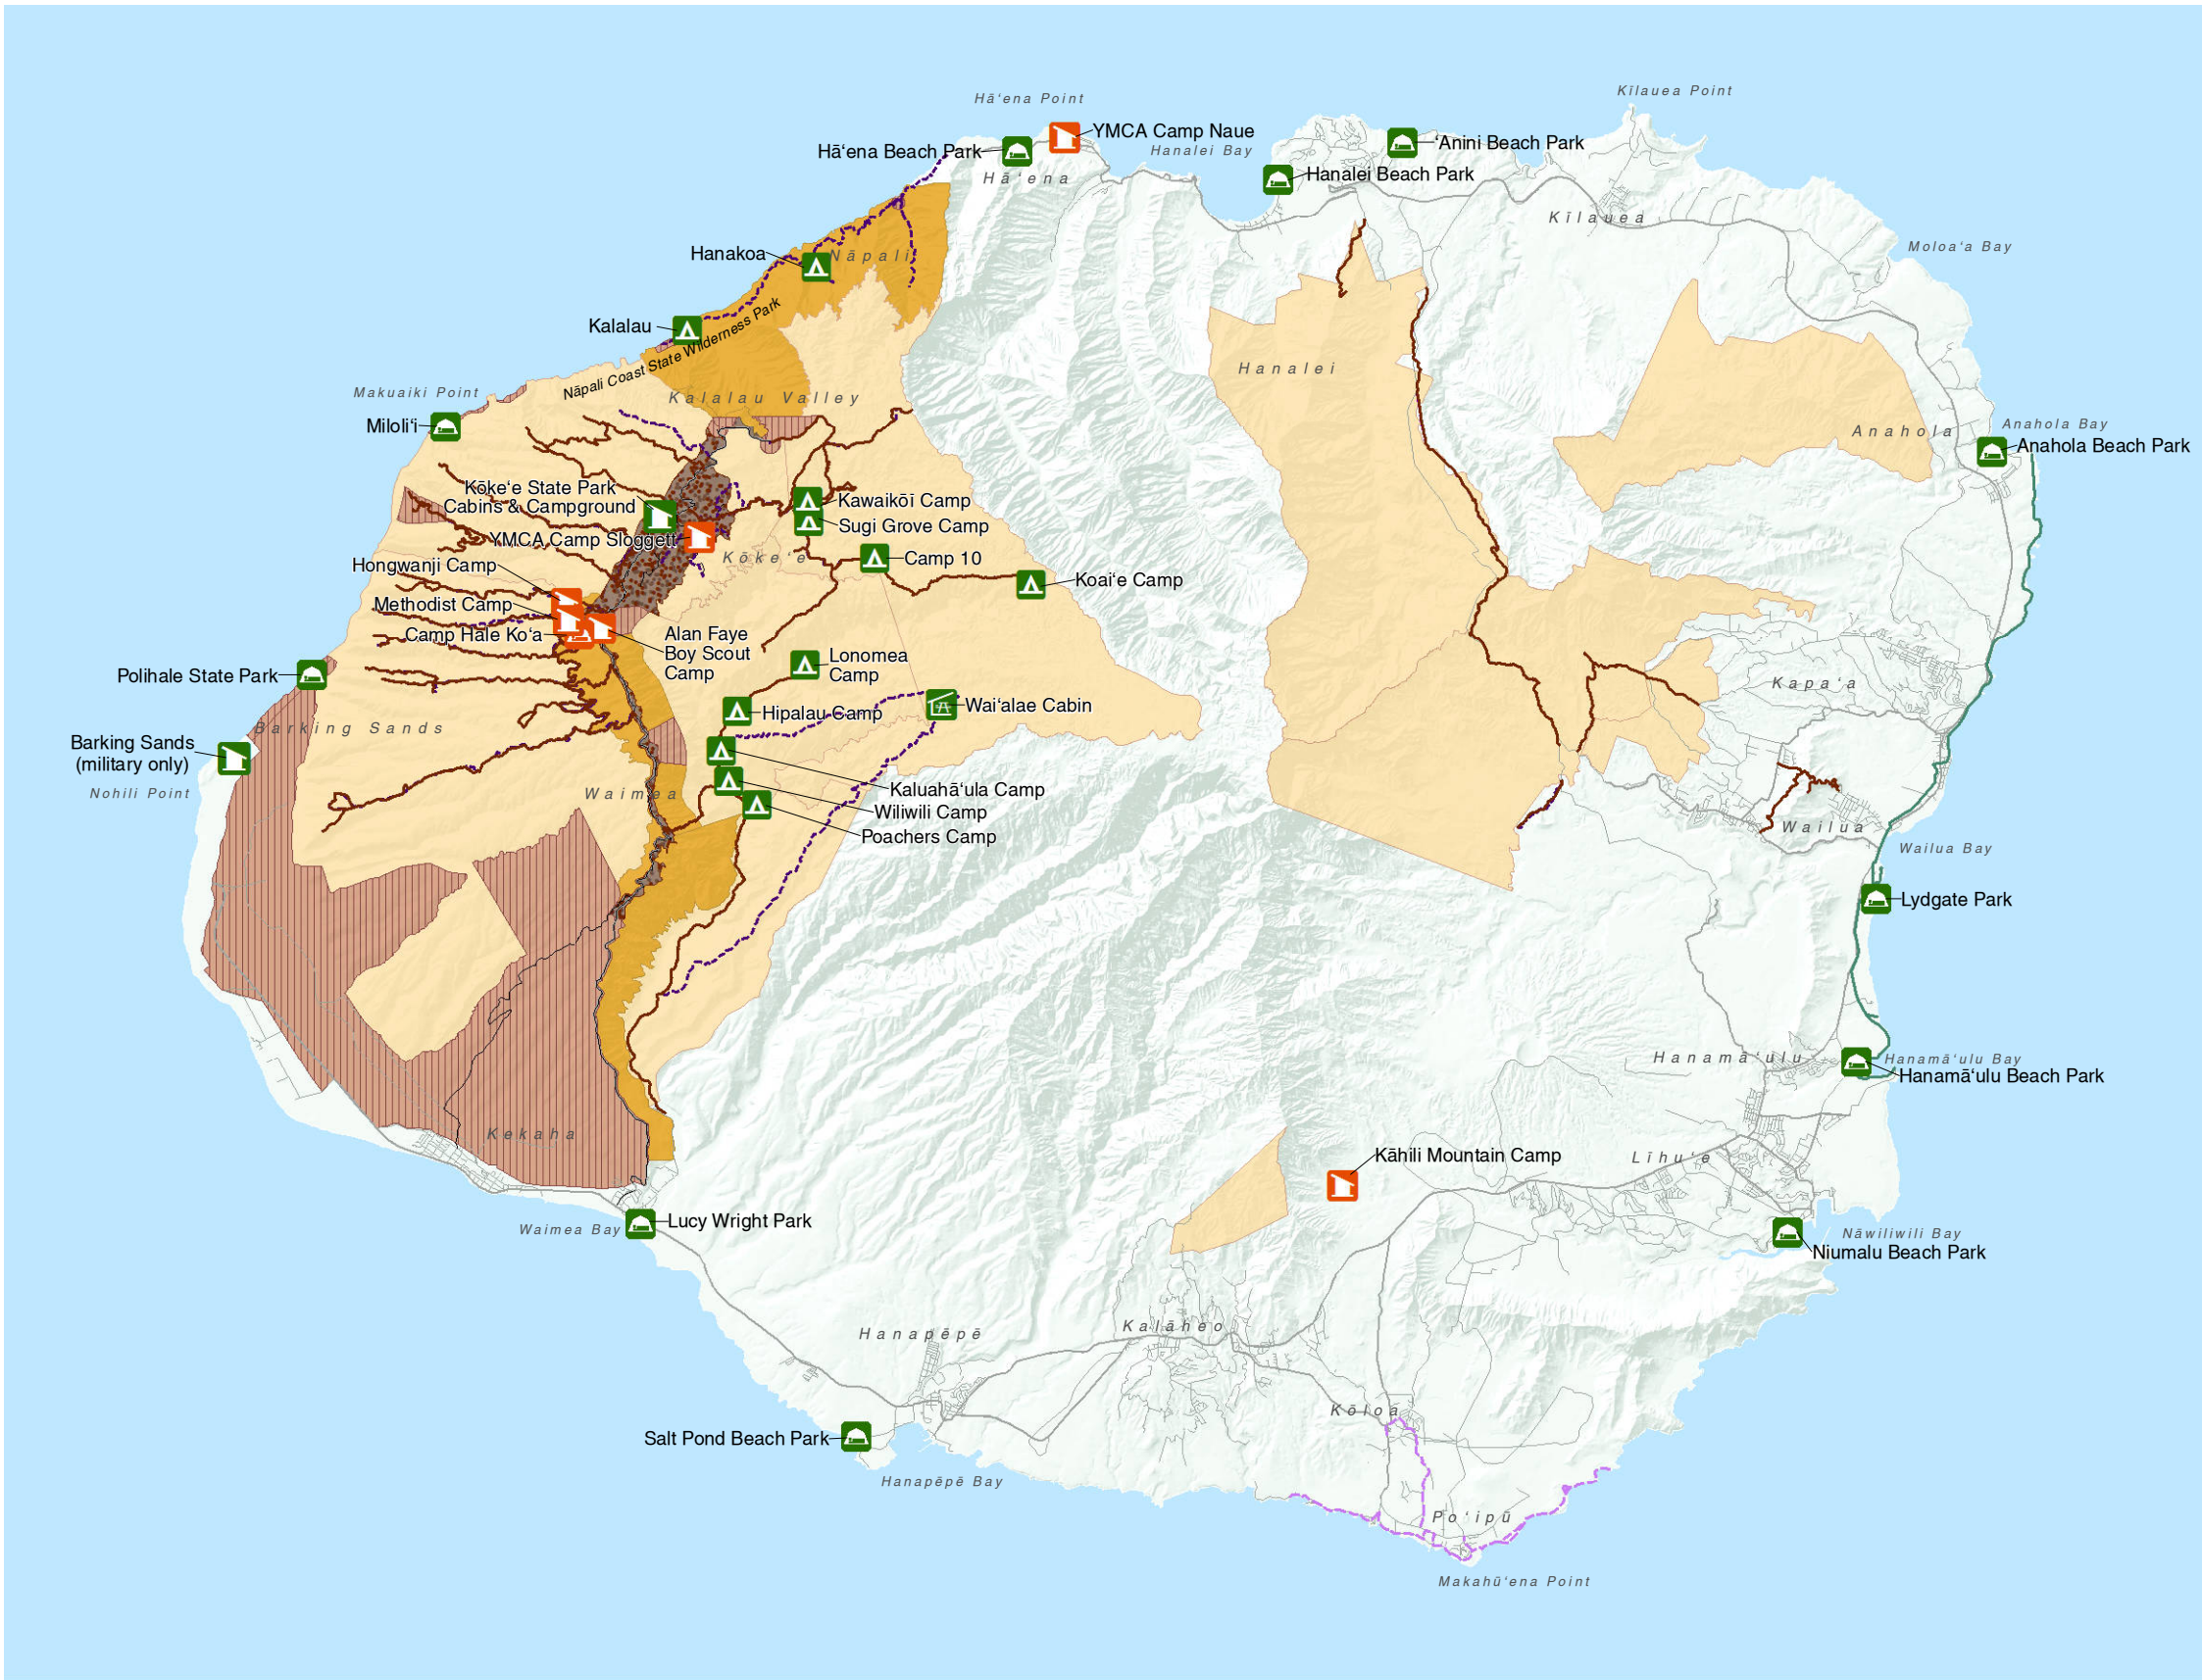 Kīlauea Point
Hāʻena Point
YMCA Camp Naue
Hanalei Bay
ʻAnini Beach Park
Hāʻena Beach Park
Hāʻena
Hanalei Beach Park
Kīlauea
Moloaʻa Bay
Hanakoa
Nāpali
Kalalau
Nāpali Coast State Wilderness Park
Hanalei
Makuaiki Point
Kalalau Valley
Miloliʻi
Anahola Bay
Anahola
Anahola Beach Park
Kōkeʻe State Park
Cabins & Campground
Kawaikōī Camp
Sugi Grove Camp
YMCA Camp Sloggett
Kōkeʻe
Camp 10
Hongwanji Camp
Koaiʻe Camp
Methodist Camp
Camp Hale Koʻa
Alan Faye
Boy Scout
Camp
Lonomea
Camp
Polihale State Park
Kapaʻa
Hipalau Camp
Waiʻalae Cabin
Barking Sands
Barking Sands
(military only)
Nohili Point
Waimea
Kaluahāʻula Camp
Wiliwili Camp
Poachers Camp
Wailua
Wailua Bay
Lydgate Park
Hanamāʻulu
Hanamāʻulu Bay
Hanamāʻulu Beach Park
Kekaha
Kāhili Mountain Camp
Līhuʻe
Waimea Bay
Lucy Wright Park
Nāwiliwili Bay
Niumalu Beach Park
Hanapēpē
Kalāheo
Kōloa
Salt Pond Beach Park
Hanapēpē Bay
Poʻipū
Makahūʻena Point